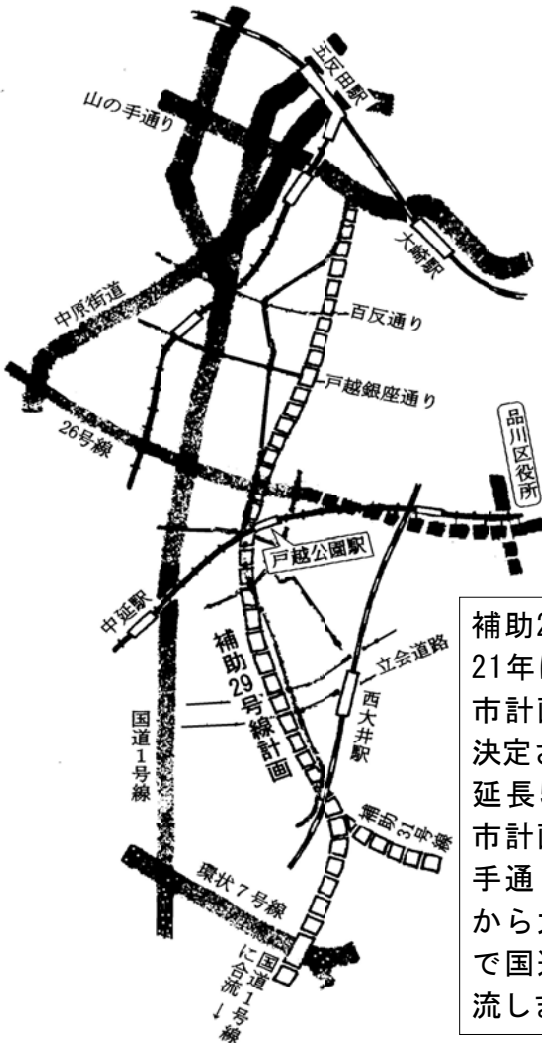 五反田駅
山の手通り
大崎駅
中原街道
百反通り
戸越銀座通り
26号線
品川区役所
戸越公園駅
中延駅
補助29号線計画
立会道路
西大井駅
国道1号線
補助31号線
環状7号線
国道1号線
に合流→
補助2
21年に
市計画
決定さ
延長5
市計画
手通
から大
で国道
流しま